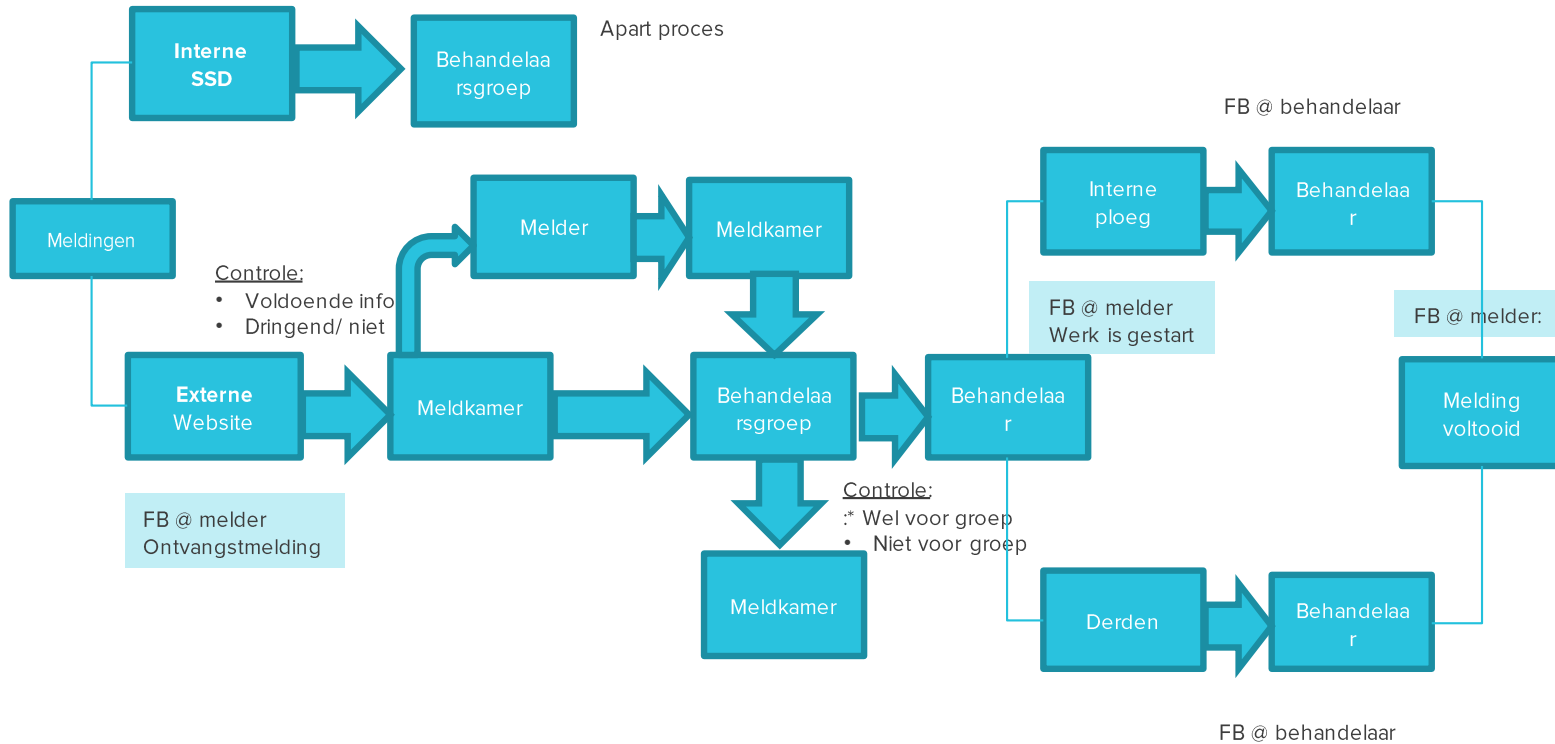 Interne
SSD
Behandelaa
rsgroep
Apart proces
Meldingen
Controle:
• Voldoende info
• Dringend/ niet
Melder
Meldkamer
Externe
Website
Meldkamer
Behandelaa
rsgroep
Behandelaa
r
FB @ melder
Ontvangstmelding
Controle:
:* Wel voor groep
• Niet voor groep
Meldkamer
FB @ behandelaar
Interne
ploeg
Behandelaa
r
FB @ melder
Werk is gestart
FB @ melder:
Melding
voltooid
Derden
Behandelaa
r
FB @ behandelaar